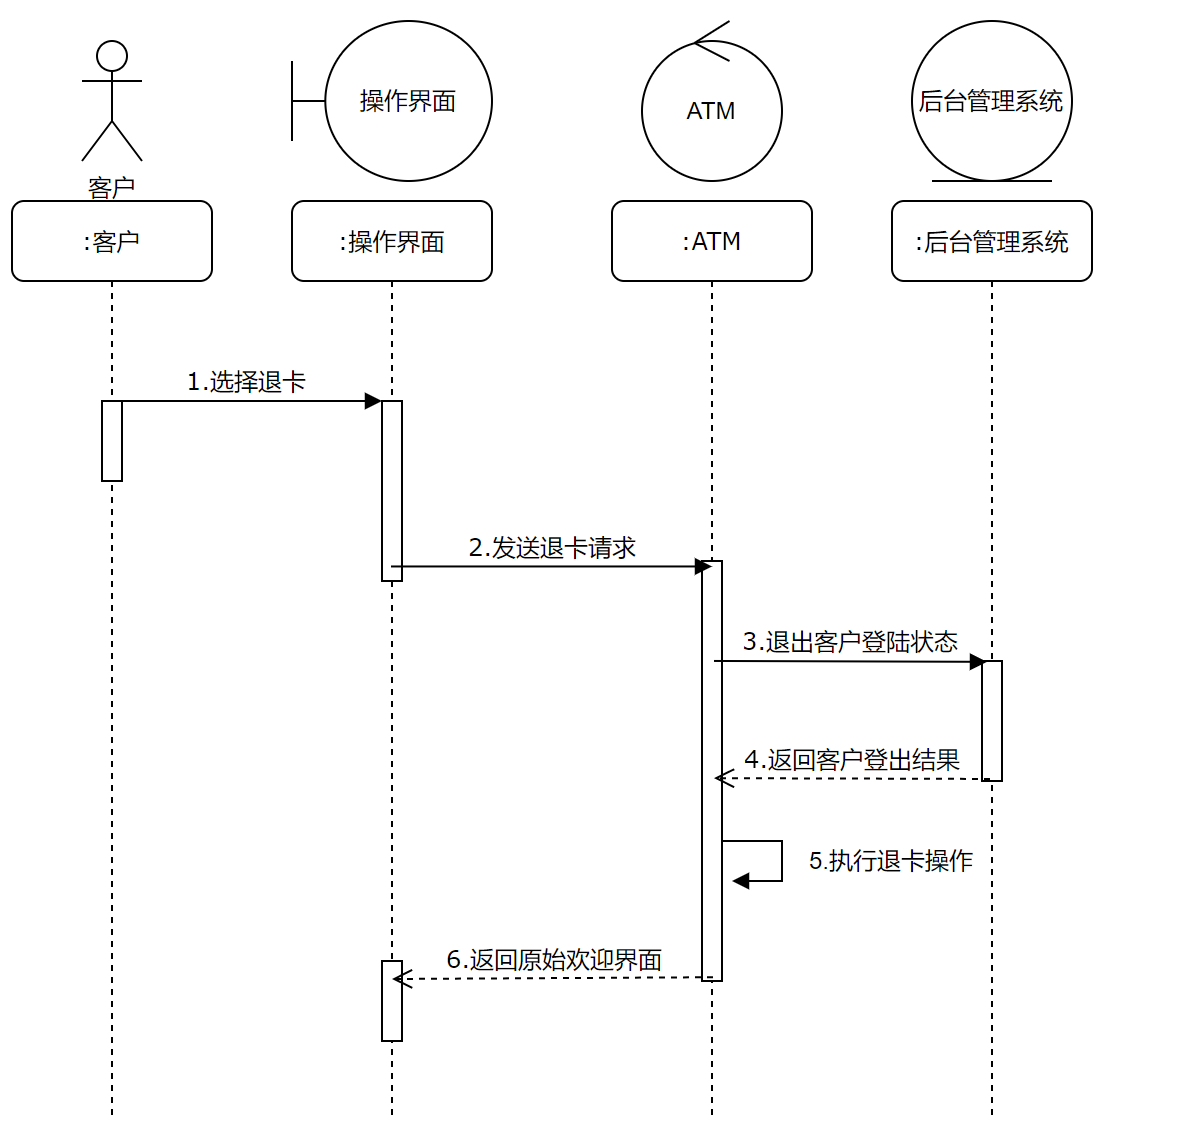 操作界面
ATM
后台管理系统
客户
:客户
:操作界面
:ATM
:后台管理系统
1.选择退卡
2.发送退卡请求
3.退出客户登陆状态
4.返回客户登出结果
5.执行退卡操作
6.返回原始欢迎界面